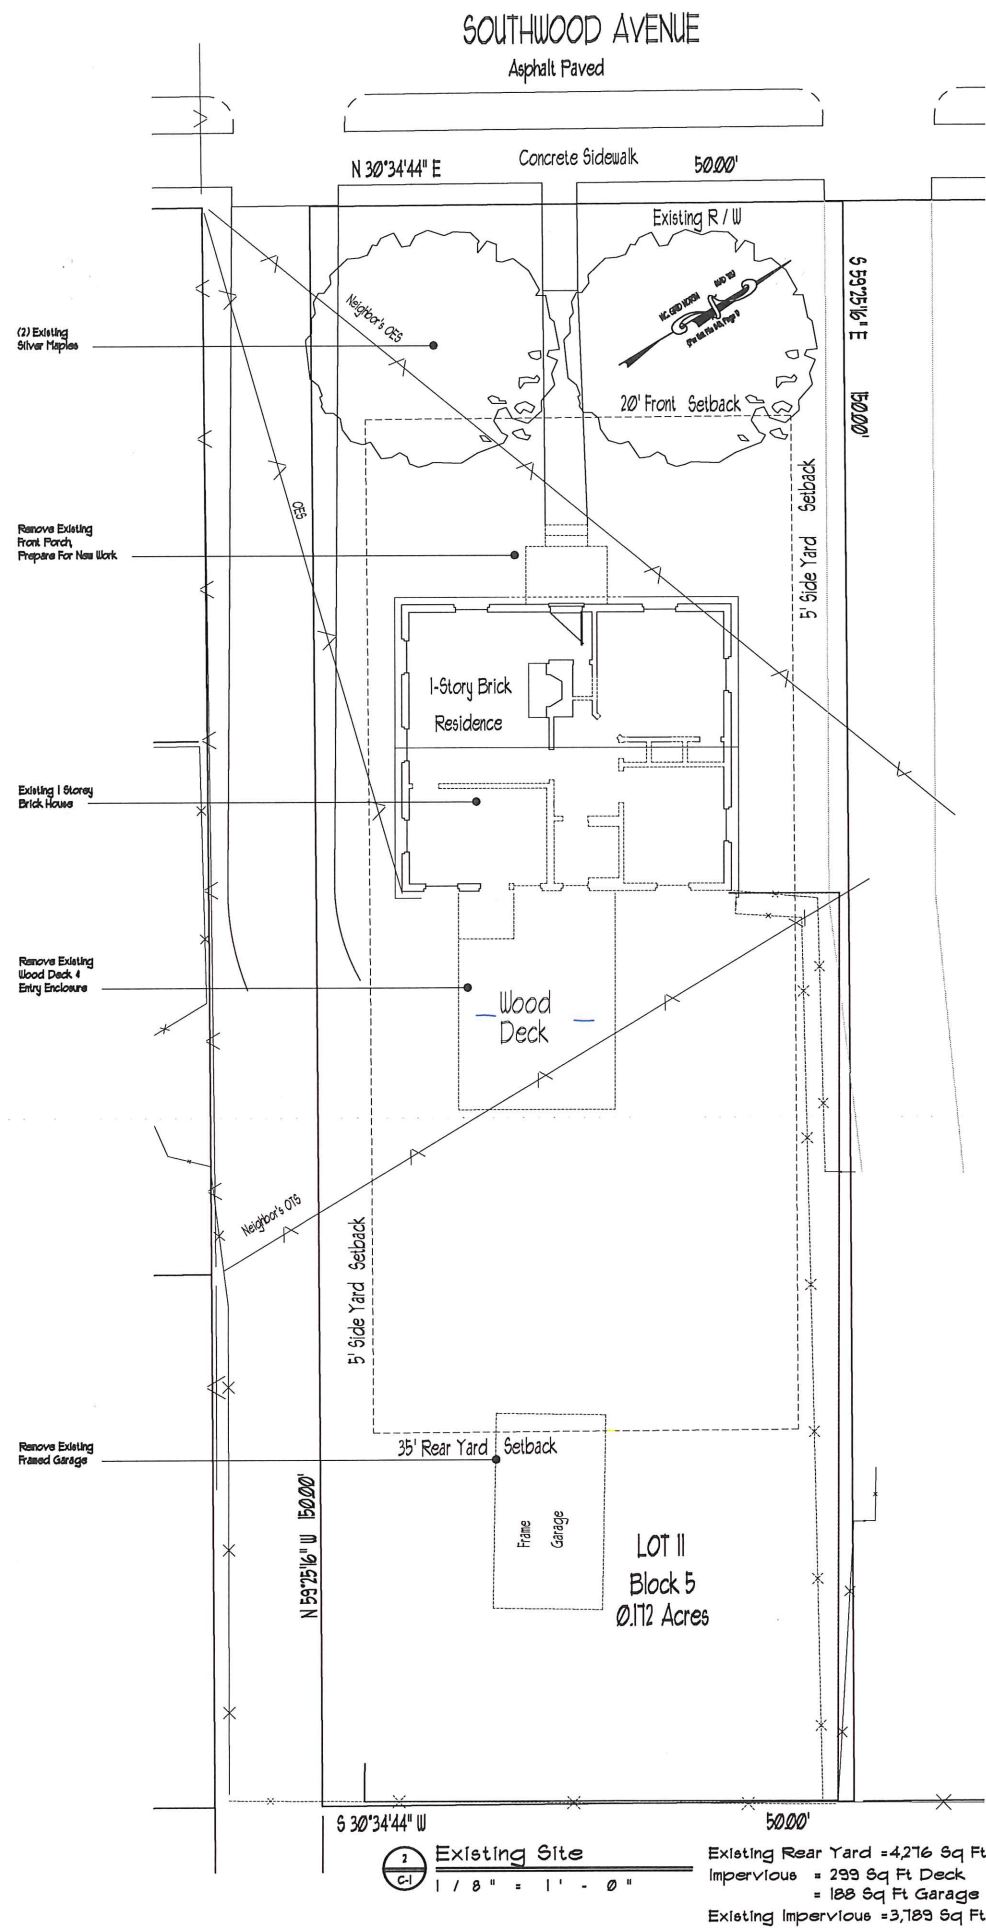 SOUTHWOOD AVENUE
Asphalt Paved
Concrete Sidewalk
N 30°34'44" E
50.00'
Existing R / W
S 59°25'16" E 150.00'
Neighbor's OES
(2) Existing
Silver Maples
20' Front Setback
5' Side Yard Setback
OES
Remove Existing
Front Porch,
Prepare For New Work
1-Story Brick
Residence
Existing 1 Storey
Brick House
Remove Existing
Wood Deck &
Entry Enclosure
Wood
Deck
Neighbor's OTS
5' Side Yard Setback
35' Rear Yard Setback
Remove Existing
Framed Garage
Frame
Garage
N 59°25'16" W 150.00'
LOT 11
Block 5
0.172 Acres
S 30°34'44" W
50.00'
2
C-1
Existing Site
1/8" = 1'-0"
Existing Rear Yard =4,276 Sq Ft
Impervious = 299 Sq Ft Deck
= 188 Sq Ft Garage
Existing Impervious =3,789 Sq Ft